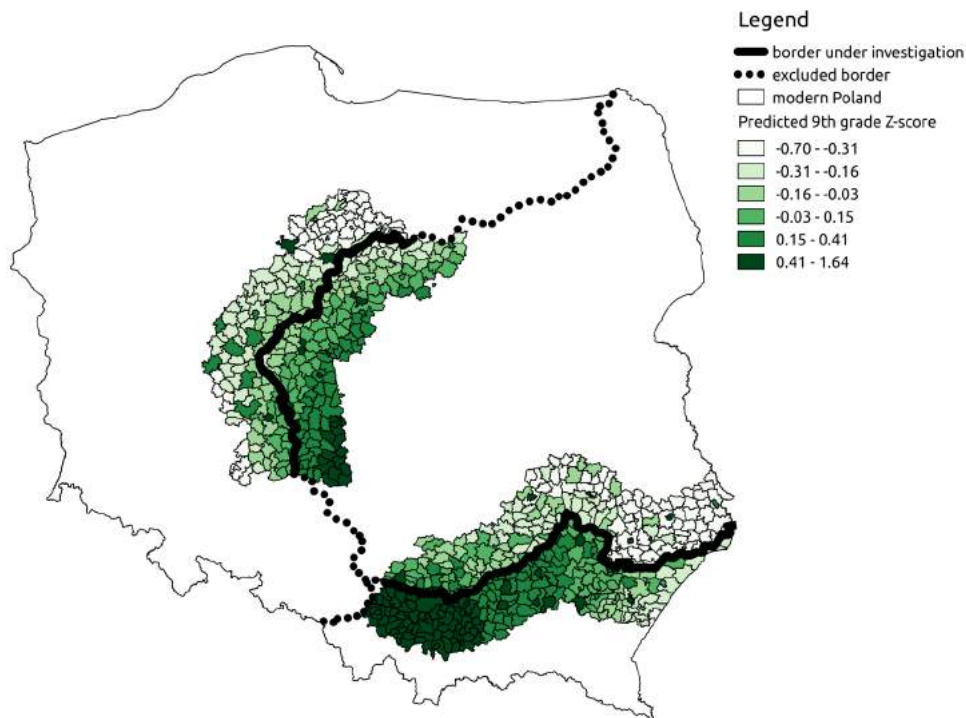 Legend
border under investigation
excluded border
modern Poland
Predicted 9th grade Z-score
-0.70 - -0.31
-0.31 - -0.16
-0.16 - -0.03
-0.03 - 0.15
0.15 - 0.41
0.41 - 1.64